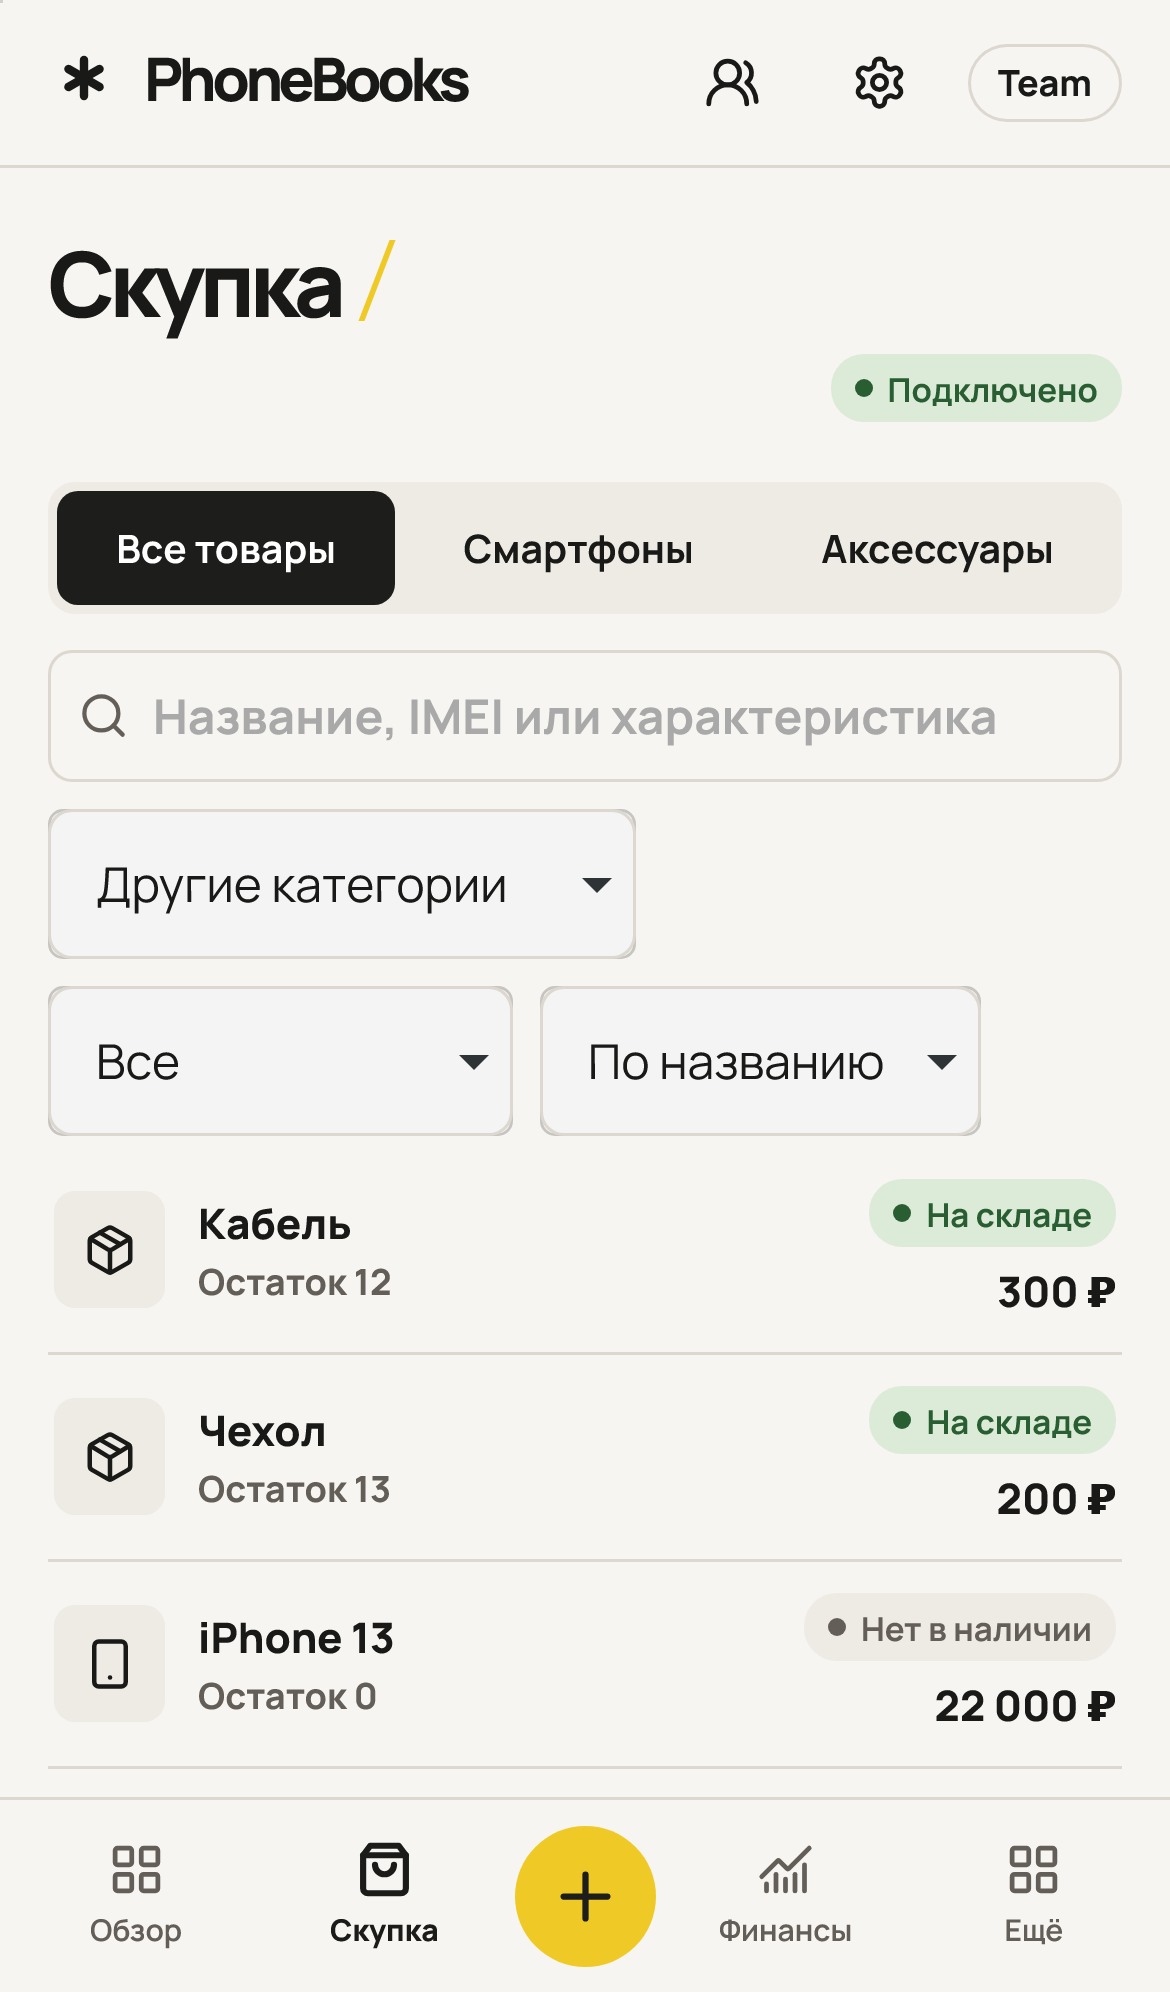 PhoneBooks
Team
Скупка /
Подключено
Все товары Смартфоны Аксессуары
Название, IMEI или характеристика
Другие категории
Все По названию
Кабель
На складе
Остаток 12
300 ₽
Чехол
На складе
Остаток 13
200 ₽
iPhone 13
Нет в наличии
Остаток 0
22 000 ₽
Обзор Скупка Финансы Ещё